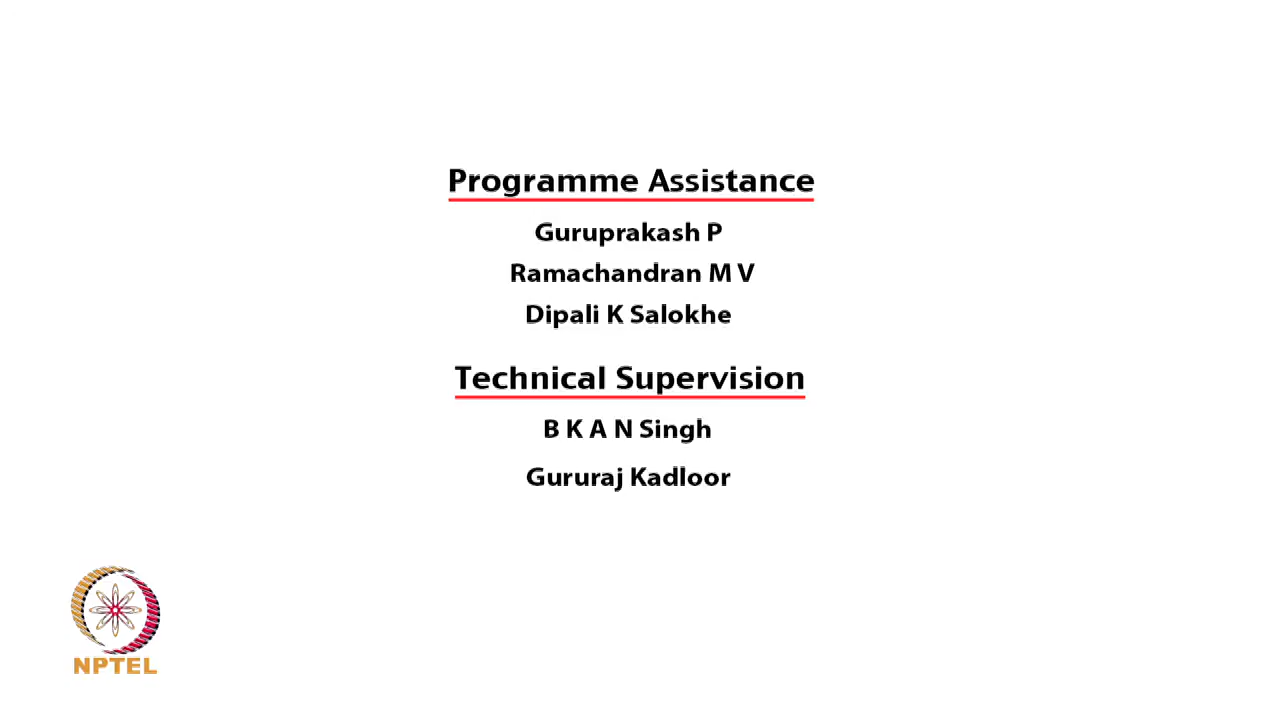 Programme Assistance
Guruprakash P
Ramachandran M V
Dipali K Salokhe
Technical Supervision
B K A N Singh
Gururaj Kadloor
NPTEL